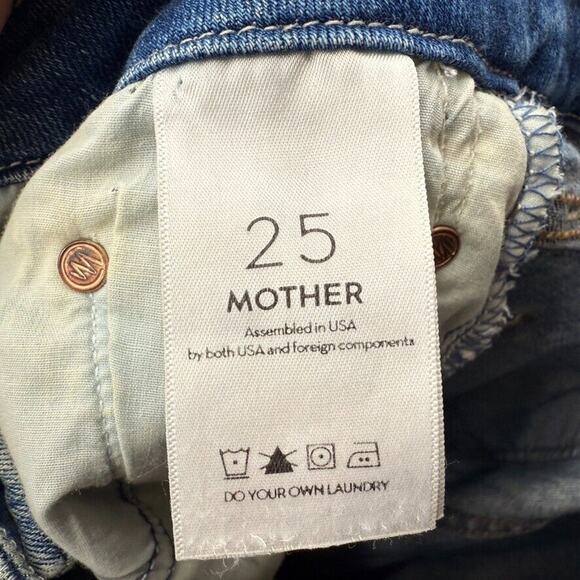 25
MOTHER
Assembled in USA
by both USA and foreign components
DO YOUR OWN LAUNDRY